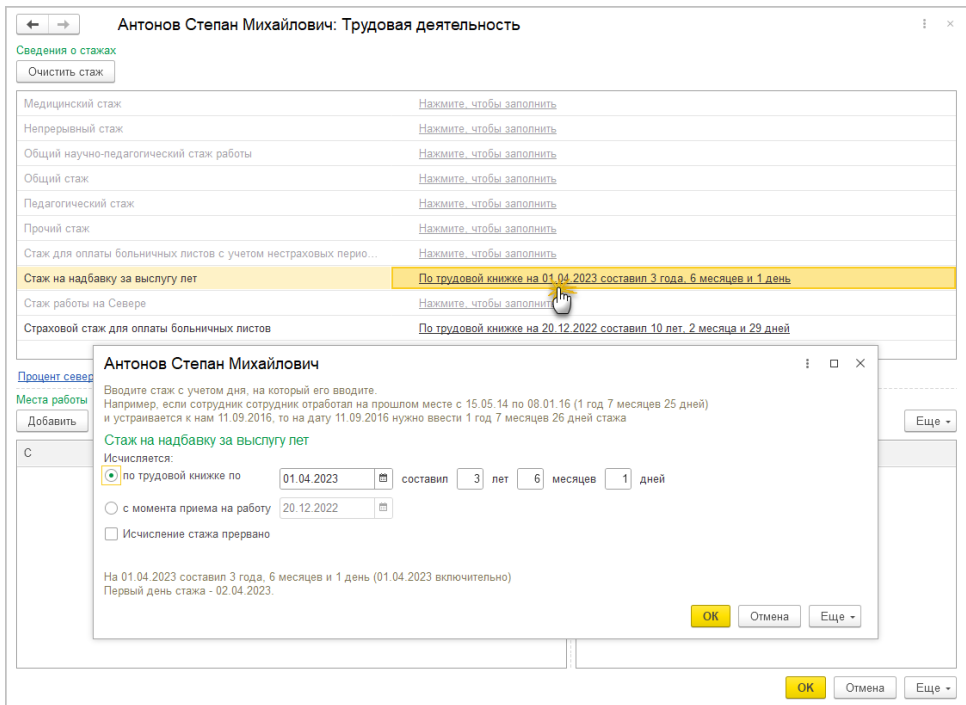 Антонов Степан Михайлович: Трудовая деятельность
Сведения о стажах
Очистить стаж
Медицинский стаж Нажмите, чтобы заполнить
Непрерывный стаж Нажмите, чтобы заполнить
Общий научно-педагогический стаж работы Нажмите, чтобы заполнить
Общий стаж Нажмите, чтобы заполнить
Педагогический стаж Нажмите, чтобы заполнить
Прочий стаж Нажмите, чтобы заполнить
Стаж для оплаты больничных листов с учетом нестраховых перио... Нажмите, чтобы заполнить
Стаж на надбавку за выслугу лет По трудовой книжке на 01.04.2023 составил 3 года, 6 месяцев и 1 день
Стаж работы на Севере Нажмите, чтобы заполнить
Страховой стаж для оплаты больничных листов По трудовой книжке на 20.12.2022 составил 10 лет, 2 месяца и 29 дней
Процент север
Места работы
Добавить Еще
С
Антонов Степан Михайлович
Вводите стаж с учетом дня, на который его вводите.
Например, если сотрудник сотрудник отработал на прошлом месте с 15.05.14 по 08.01.16 (1 год 7 месяцев 25 дней)
и устраивается к нам 11.09.2016, то на дату 11.09.2016 нужно ввести 1 год 7 месяцев 26 дней стажа
Стаж на надбавку за выслугу лет
Исчисляется:
по трудовой книжке по 01.04.2023 составил 3 лет 6 месяцев 1 дней
с момента приема на работу 20.12.2022
Исчисление стажа прервано
На 01.04.2023 составил 3 года, 6 месяцев и 1 день (01.04.2023 включительно)
Первый день стажа - 02.04.2023.
ОК Отмена Еще
ОК Отмена Еще